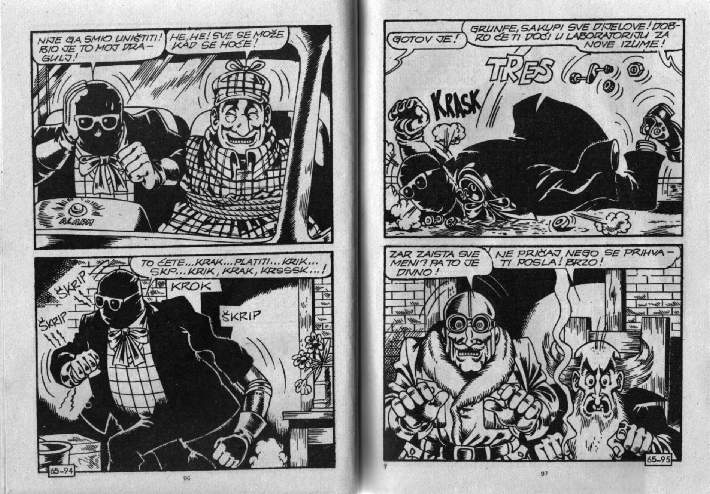 NIJE GA SMIO UNIŠTITI!
BIO JE TO MOJ DRA-
GULJ!
HE, HE! SVE SE MOŽE
KAD SE HOĆE!
TO ĆETE...KRAK...PLATITI...KRIK...
SKP...KRIK, KRAK, KRSSSK...!
ŠKRIP
KROK
ŠKRIP
ŠKRIP
65-94
96
GOTOV JE!
GRUNFE, SAKUPI SVE DIJELOVE! DOB-
RO ĆE TI DOĆI U LABORATORIJU ZA
NOVE IZUME!
TRES
KRASK
ZAR ZAISTA SVE
MENI? PA TO JE
DIVNO!
NE PRIČAJ NEGO SE PRIHVA-
TI POSLA! BRZO!
65-95
97